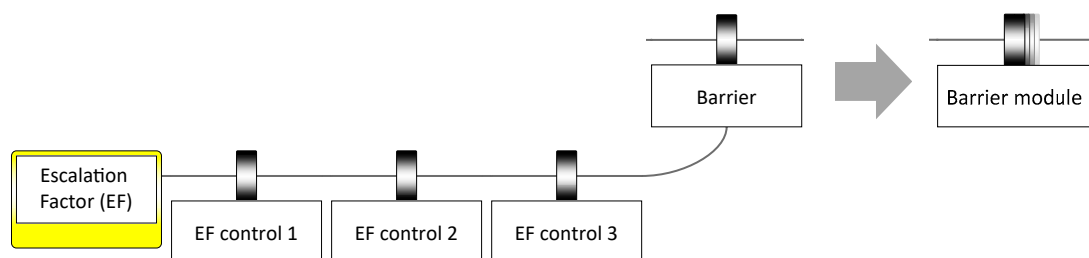 Barrier
Barrier module
Escalation
Factor (EF)
EF control 1
EF control 2
EF control 3